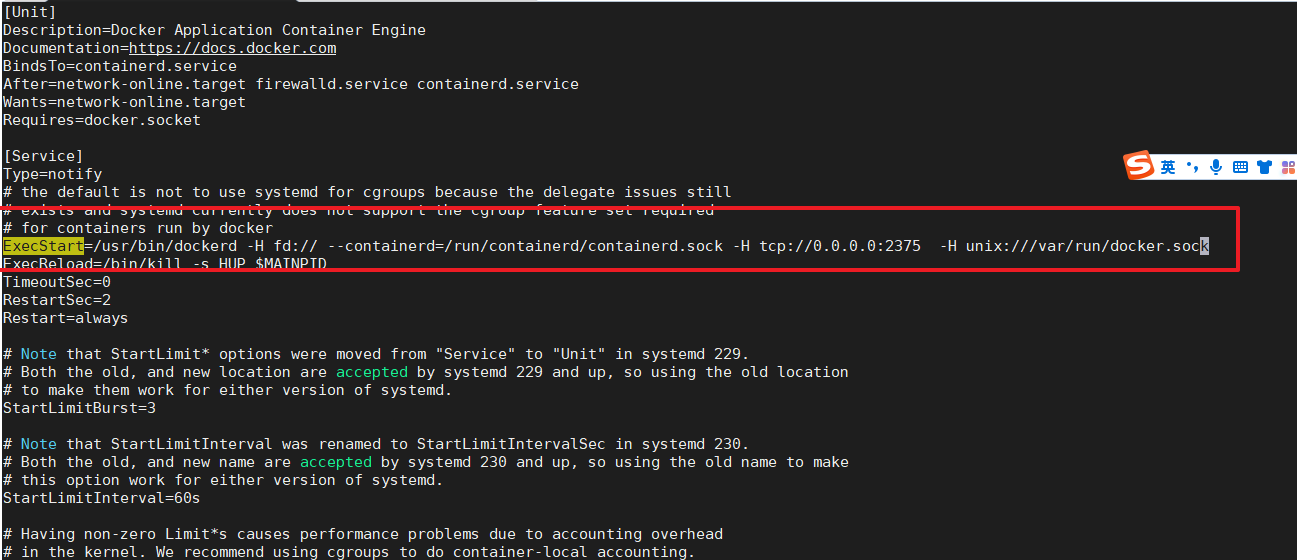 [Unit]
Description=Docker Application Container Engine
Documentation=https://docs.docker.com
BindsTo=containerd.service
After=network-online.target firewalld.service containerd.service
Wants=network-online.target
Requires=docker.socket
[Service]
Type=notify
# the default is not to use systemd for cgroups because the delegate issues still
# exists and systemd currently does not support the cgroup feature set required
# for containers run by docker
ExecStart=/usr/bin/dockerd -H fd:// --containerd=/run/containerd/containerd.sock -H tcp://0.0.0.0:2375  -H unix:///var/run/docker.sock
ExecReload=/bin/kill -s HUP $MAINPID
TimeoutSec=0
RestartSec=2
Restart=always
# Note that StartLimit* options were moved from "Service" to "Unit" in systemd 229.
# Both the old, and new location are accepted by systemd 229 and up, so using the old location
# to make them work for either version of systemd.
StartLimitBurst=3
# Note that StartLimitInterval was renamed to StartLimitIntervalSec in systemd 230.
# Both the old, and new name are accepted by systemd 230 and up, so using the old name to make
# this option work for either version of systemd.
StartLimitInterval=60s
# Having non-zero Limit*s causes performance problems due to accounting overhead
# in the kernel. We recommend using cgroups to do container-local accounting.
S 英